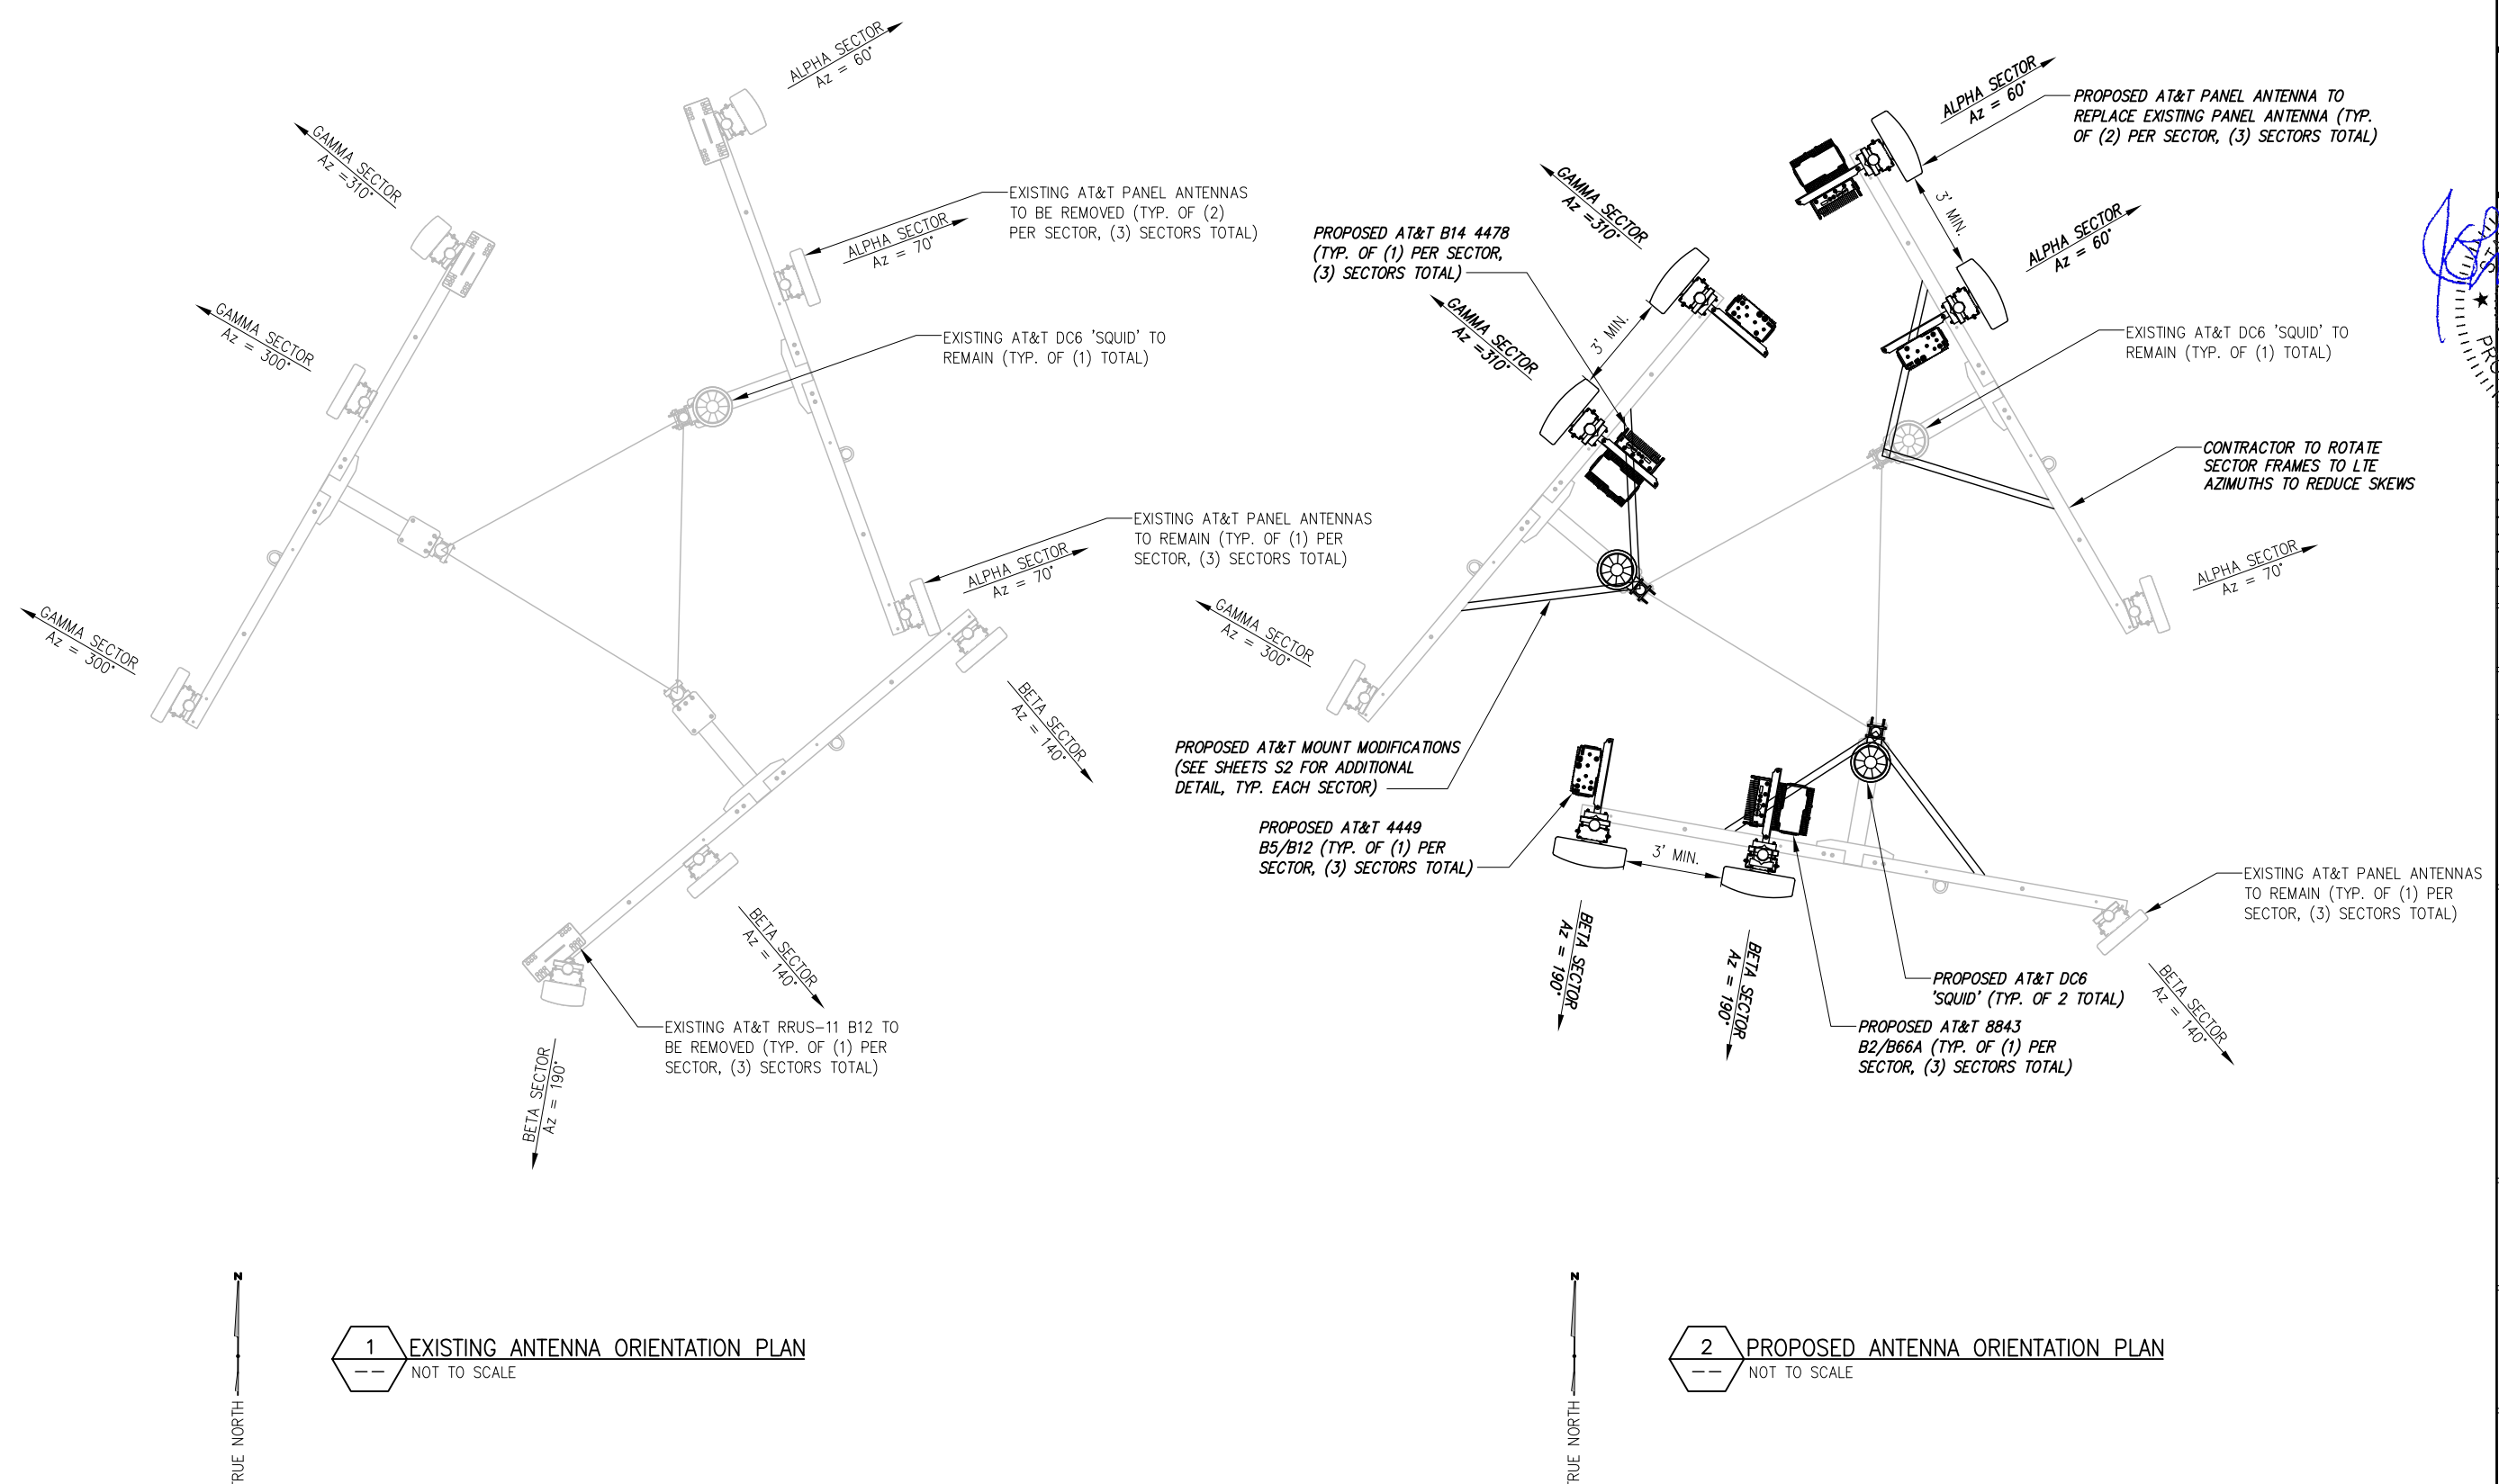 ALPHA SECTOR
Az = 60°
GAMMA SECTOR
Az =310°
EXISTING AT&T PANEL ANTENNAS
TO BE REMOVED (TYP. OF (2)
PER SECTOR, (3) SECTORS TOTAL)
ALPHA SECTOR
Az = 70°
GAMMA SECTOR
Az = 300°
EXISTING AT&T DC6 'SQUID' TO
REMAIN (TYP. OF (1) TOTAL)
EXISTING AT&T PANEL ANTENNAS
TO REMAIN (TYP. OF (1) PER
SECTOR, (3) SECTORS TOTAL)
ALPHA SECTOR
Az = 70°
GAMMA SECTOR
Az = 300°
BETA SECTOR
Az = 140°
BETA SECTOR
Az = 140°
EXISTING AT&T RRUS-11 B12 TO
BE REMOVED (TYP. OF (1) PER
SECTOR, (3) SECTORS TOTAL)
BETA SECTOR
Az = 190°
N
TRUE NORTH
1
--
EXISTING ANTENNA ORIENTATION PLAN
NOT TO SCALE
ALPHA SECTOR
Az = 60°
PROPOSED AT&T PANEL ANTENNA TO
REPLACE EXISTING PANEL ANTENNA (TYP.
OF (2) PER SECTOR, (3) SECTORS TOTAL)
GAMMA SECTOR
Az =310°
3' MIN.
ALPHA SECTOR
Az = 60°
PROPOSED AT&T B14 4478
(TYP. OF (1) PER SECTOR,
(3) SECTORS TOTAL)
GAMMA SECTOR
Az =310°
3' MIN.
EXISTING AT&T DC6 'SQUID' TO
REMAIN (TYP. OF (1) TOTAL)
CONTRACTOR TO ROTATE
SECTOR FRAMES TO LTE
AZIMUTHS TO REDUCE SKEWS
ALPHA SECTOR
Az = 70°
GAMMA SECTOR
Az = 300°
PROPOSED AT&T MOUNT MODIFICATIONS
(SEE SHEETS S2 FOR ADDITIONAL
DETAIL, TYP. EACH SECTOR)
PROPOSED AT&T 4449
B5/B12 (TYP. OF (1) PER
SECTOR, (3) SECTORS TOTAL)
3' MIN.
EXISTING AT&T PANEL ANTENNAS
TO REMAIN (TYP. OF (1) PER
SECTOR, (3) SECTORS TOTAL)
BETA SECTOR
Az = 190°
BETA SECTOR
Az = 190°
PROPOSED AT&T DC6
'SQUID' (TYP. OF 2 TOTAL)
BETA SECTOR
Az = 140°
PROPOSED AT&T 8843
B2/B66A (TYP. OF (1) PER
SECTOR, (3) SECTORS TOTAL)
N
TRUE NORTH
2
--
PROPOSED ANTENNA ORIENTATION PLAN
NOT TO SCALE